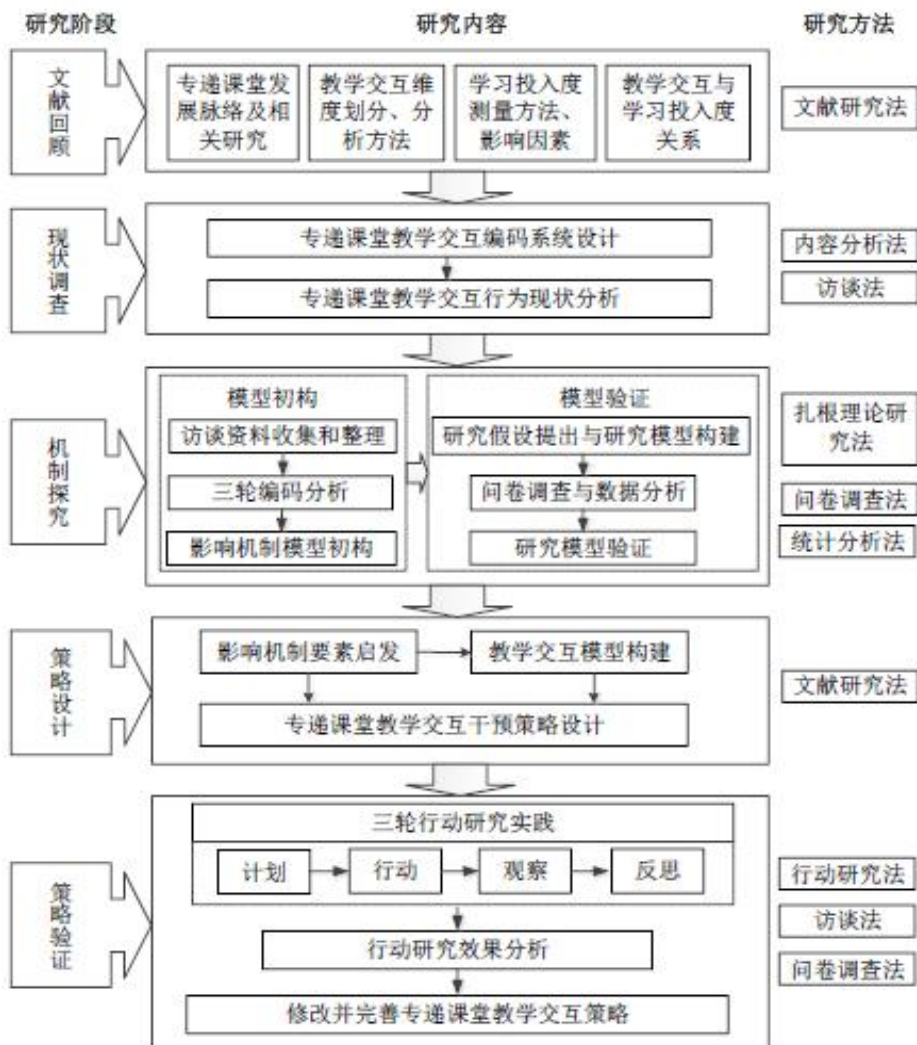 研究阶段 研究内容 研究方法
文献回顾
专递课堂发
展脉络及相
关研究
教学交互维
度划分、分
析方法
学习投入度
测量方法、
影响因素
教学交互与
学习投入度
关系
文献研究法
现状调查
专递课堂教学交互编码系统设计
专递课堂教学交互行为现状分析
内容分析法
访谈法
机制探究
模型初构
访谈资料收集和整理
三轮编码分析
影响机制模型初构
模型验证
研究假设提出与研究模型构建
问卷调查与数据分析
研究模型验证
扎根理论研
究法
问卷调查法
统计分析法
策略设计
影响机制要素启发
教学交互模型构建
专递课堂教学交互干预策略设计
文献研究法
策略验证
三轮行动研究实践
计划 行动 观察 反思
行动研究效果分析
修改并完善专递课堂教学交互策略
行动研究法
访谈法
问卷调查法